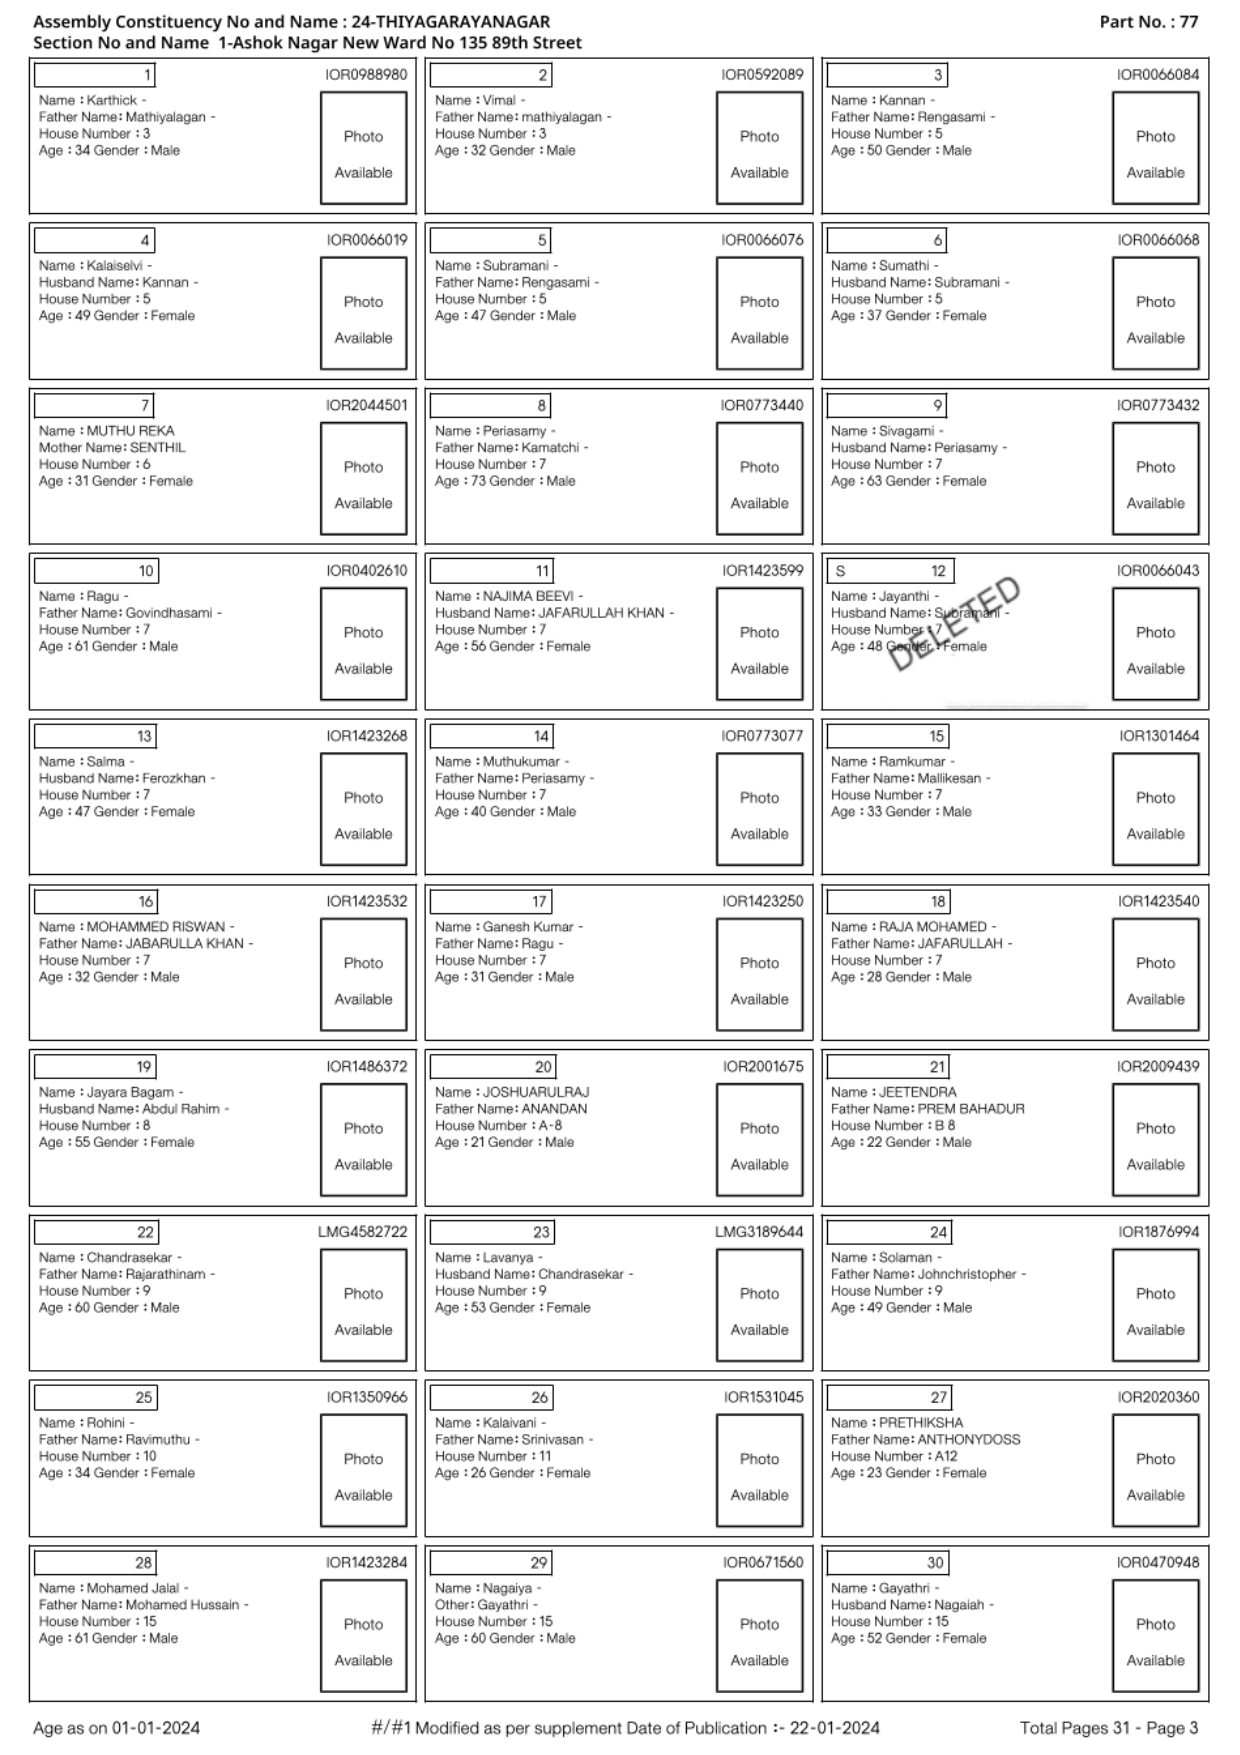 Assembly Constituency No and Name : 24-THIYAGARAYANAGAR
Part No. : 77
Section No and Name 1-Ashok Nagar New Ward No 135 89th Street
1 IOR0988980
Name : Karthick -
Father Name: Mathiyalagan -
House Number : 3
Age : 34 Gender : Male
Photo
Available
2 IOR0592089
Name : Vimal -
Father Name: mathiyalagan -
House Number : 3
Age : 32 Gender : Male
Photo
Available
3 IOR0066084
Name : Kannan -
Father Name: Rengasami -
House Number : 5
Age : 50 Gender : Male
Photo
Available
4 IOR0066019
Name : Kalaiselvi -
Husband Name: Kannan -
House Number : 5
Age : 49 Gender : Female
Photo
Available
5 IOR0066076
Name : Subramani -
Father Name: Rengasami -
House Number : 5
Age : 47 Gender : Male
Photo
Available
6 IOR0066068
Name : Sumathi -
Husband Name: Subramani -
House Number : 5
Age : 37 Gender : Female
Photo
Available
7 IOR2044501
Name : MUTHU REKA
Mother Name: SENTHIL
House Number : 6
Age : 31 Gender : Female
Photo
Available
8 IOR0773440
Name : Periasamy -
Father Name: Kamatchi -
House Number : 7
Age : 73 Gender : Male
Photo
Available
9 IOR0773432
Name : Sivagami -
Husband Name: Periasamy -
House Number : 7
Age : 63 Gender : Female
Photo
Available
10 IOR0402610
Name : Ragu -
Father Name: Govindhasami -
House Number : 7
Age : 61 Gender : Male
Photo
Available
11 IOR1423599
Name : NAJIMA BEEVI -
Husband Name: JAFARULLAH KHAN -
House Number : 7
Age : 56 Gender : Female
Photo
Available
S 12 IOR0066043
Name : Jayanthi -
Husband Name: Subramani -
House Number : 7
Age : 48 Gender : Female
DELETED
Photo
Available
13 IOR1423268
Name : Salma -
Husband Name: Ferozkhan -
House Number : 7
Age : 47 Gender : Female
Photo
Available
14 IOR0773077
Name : Muthukumar -
Father Name: Periasamy -
House Number : 7
Age : 40 Gender : Male
Photo
Available
15 IOR1301464
Name : Ramkumar -
Father Name: Mallikesan -
House Number : 7
Age : 33 Gender : Male
Photo
Available
16 IOR1423532
Name : MOHAMMED RISWAN -
Father Name: JABARULLA KHAN -
House Number : 7
Age : 32 Gender : Male
Photo
Available
17 IOR1423250
Name : Ganesh Kumar -
Father Name: Ragu -
House Number : 7
Age : 31 Gender : Male
Photo
Available
18 IOR1423540
Name : RAJA MOHAMED -
Father Name: JAFARULLAH -
House Number : 7
Age : 28 Gender : Male
Photo
Available
19 IOR1486372
Name : Jayara Bagam -
Husband Name: Abdul Rahim -
House Number : 8
Age : 55 Gender : Female
Photo
Available
20 IOR2001675
Name : JOSHUARULRAJ
Father Name: ANANDAN
House Number : A-8
Age : 21 Gender : Male
Photo
Available
21 IOR2009439
Name : JEETENDRA
Father Name: PREM BAHADUR
House Number : B 8
Age : 22 Gender : Male
Photo
Available
22 LMG4582722
Name : Chandrasekar -
Father Name: Rajarathinam -
House Number : 9
Age : 60 Gender : Male
Photo
Available
23 LMG3189644
Name : Lavanya -
Husband Name: Chandrasekar -
House Number : 9
Age : 53 Gender : Female
Photo
Available
24 IOR1876994
Name : Solaman -
Father Name: Johnchristopher -
House Number : 9
Age : 49 Gender : Male
Photo
Available
25 IOR1350966
Name : Rohini -
Father Name: Ravimuthu -
House Number : 10
Age : 34 Gender : Female
Photo
Available
26 IOR1531045
Name : Kalaivani -
Father Name: Srinivasan -
House Number : 11
Age : 26 Gender : Female
Photo
Available
27 IOR2020360
Name : PRETHIKSHA
Father Name: ANTHONYDOSS
House Number : A12
Age : 23 Gender : Female
Photo
Available
28 IOR1423284
Name : Mohamed Jalal -
Father Name: Mohamed Hussain -
House Number : 15
Age : 61 Gender : Male
Photo
Available
29 IOR0671560
Name : Nagaiya -
Other: Gayathri -
House Number : 15
Age : 60 Gender : Male
Photo
Available
30 IOR0470948
Name : Gayathri -
Husband Name: Nagaiah -
House Number : 15
Age : 52 Gender : Female
Photo
Available
Age as on 01-01-2024
#/#1 Modified as per supplement Date of Publication :- 22-01-2024
Total Pages 31 - Page 3